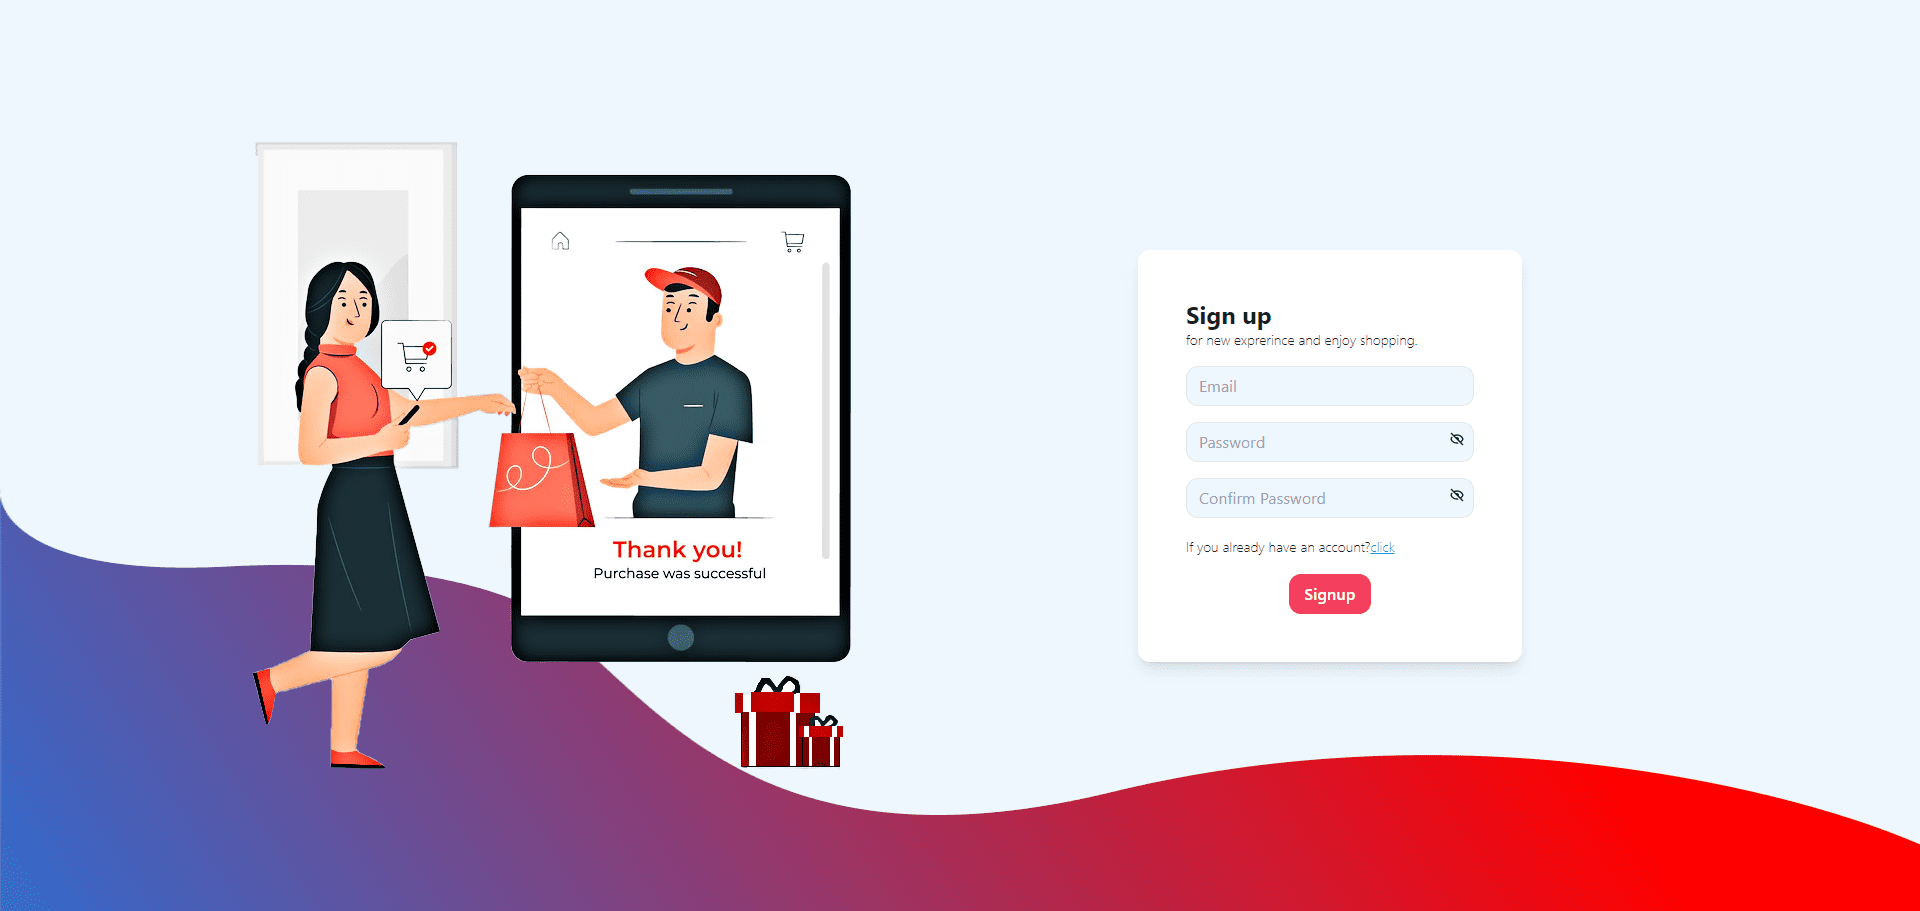 Thank you!
Purchase was successful
Sign up
for new exprerince and enjoy shopping.
Email
Password
Confirm Password
If you already have an account?click
Signup